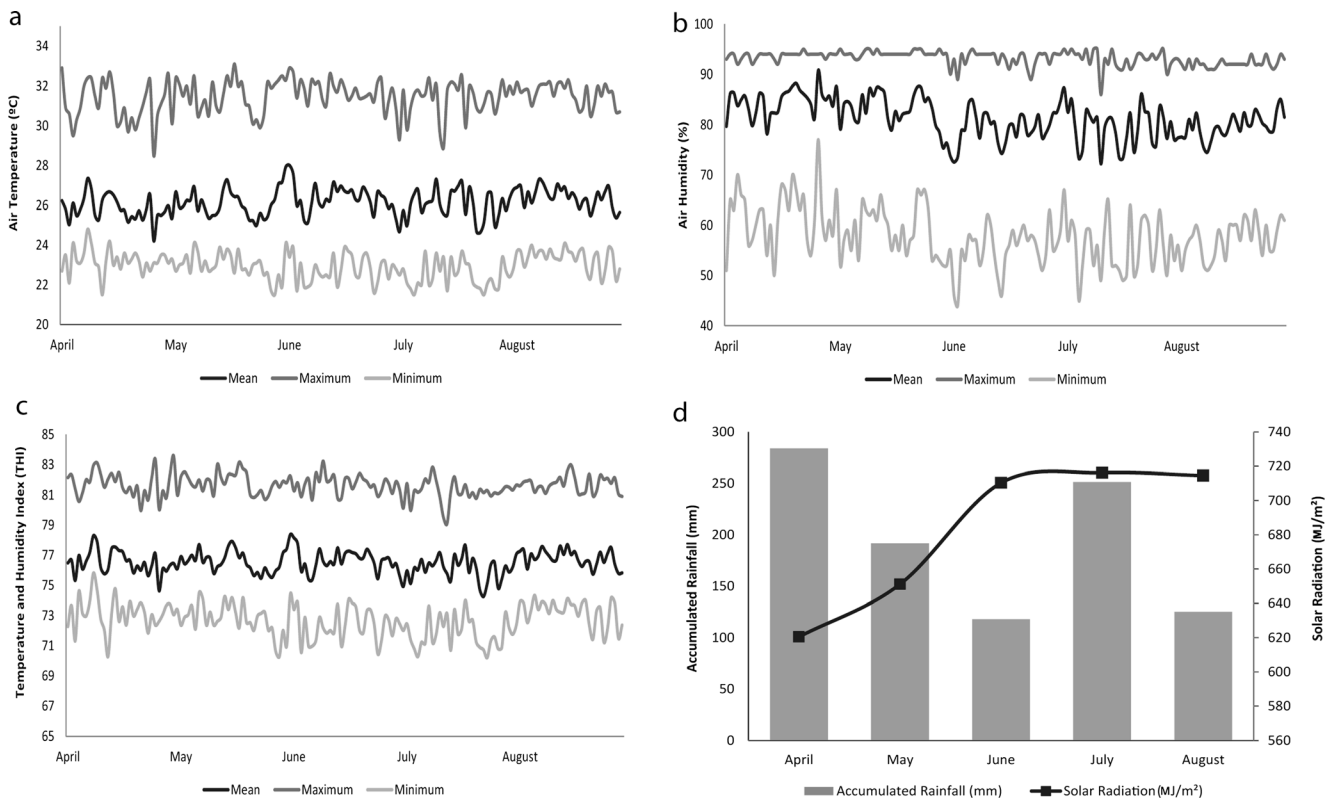 a
Air Temperature (ºC)
34
32
30
28
26
24
22
20
April May June July August
Mean Maximum Minimum
b
Air Humidity (%)
100
90
80
70
60
50
40
April May June July August
Mean Maximum Minimum
c
Temperature and Humidity Index (THI)
85
83
81
79
77
75
73
71
69
67
65
April May June July August
Mean Maximum Minimum
d
Accumulated Rainfall (mm)
300
250
200
150
100
50
0
740
720
700
680
660
640
620
600
580
560
Solar Radiation (MJ/m²)
April May June July August
Accumulated Rainfall (mm) Solar Radiation(MJ/m²)